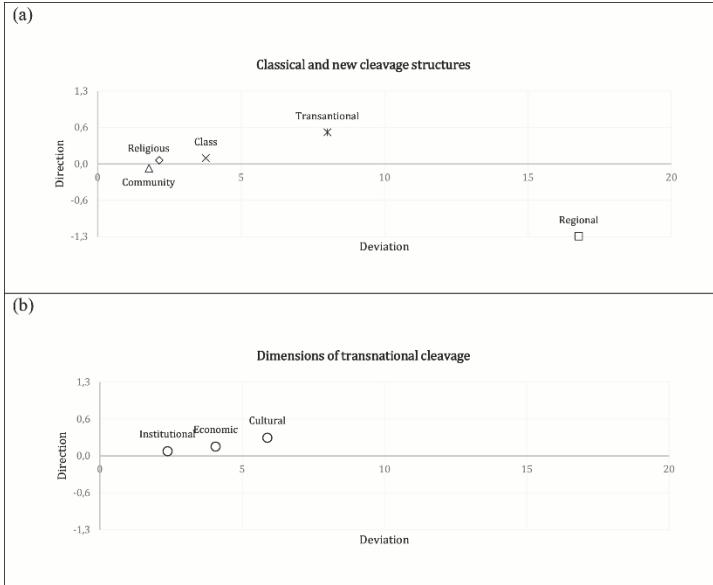 (a)
Classical and new cleavage structures
1,3
0,6
0,0
-0,6
-1,3
Direction
Transantional
Religious
Class
Community
Regional
0
5
10
15
20
Deviation
(b)
Dimensions of transnational cleavage
1,3
0,6
0,0
-0,6
-1,3
Direction
Institutional
Economic
Cultural
0
5
10
15
20
Deviation